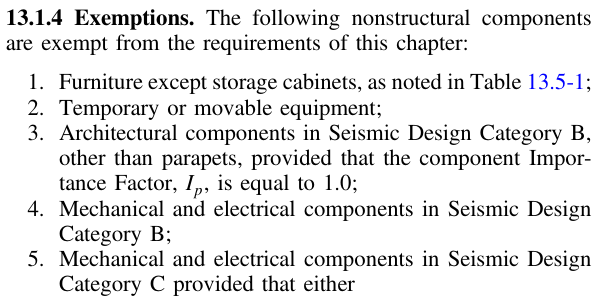 13.1.4 Exemptions. The following nonstructural components
are exempt from the requirements of this chapter:
1. Furniture except storage cabinets, as noted in Table 13.5-1;
2. Temporary or movable equipment;
3. Architectural components in Seismic Design Category B,
other than parapets, provided that the component Impor-
tance Factor, Ip, is equal to 1.0;
4. Mechanical and electrical components in Seismic Design
Category B;
5. Mechanical and electrical components in Seismic Design
Category C provided that either